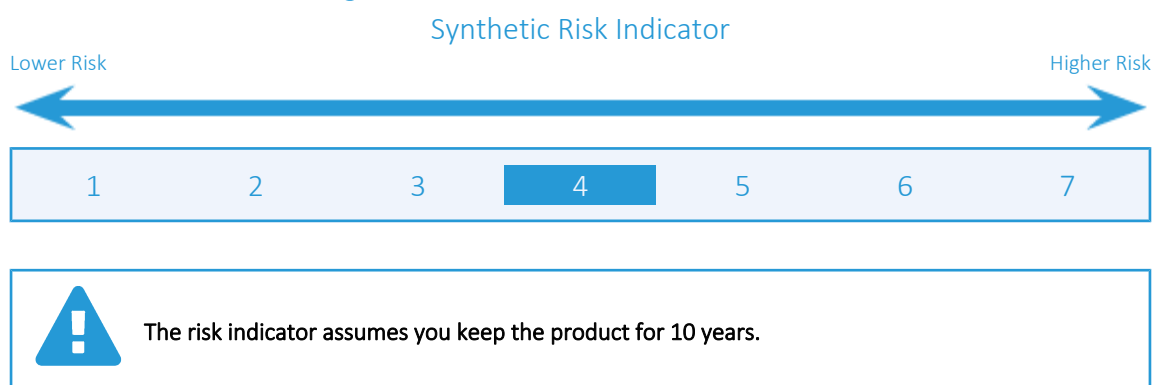 Synthetic Risk Indicator
Lower Risk Higher Risk
1 2 3 4 5 6 7
The risk indicator assumes you keep the product for 10 years.